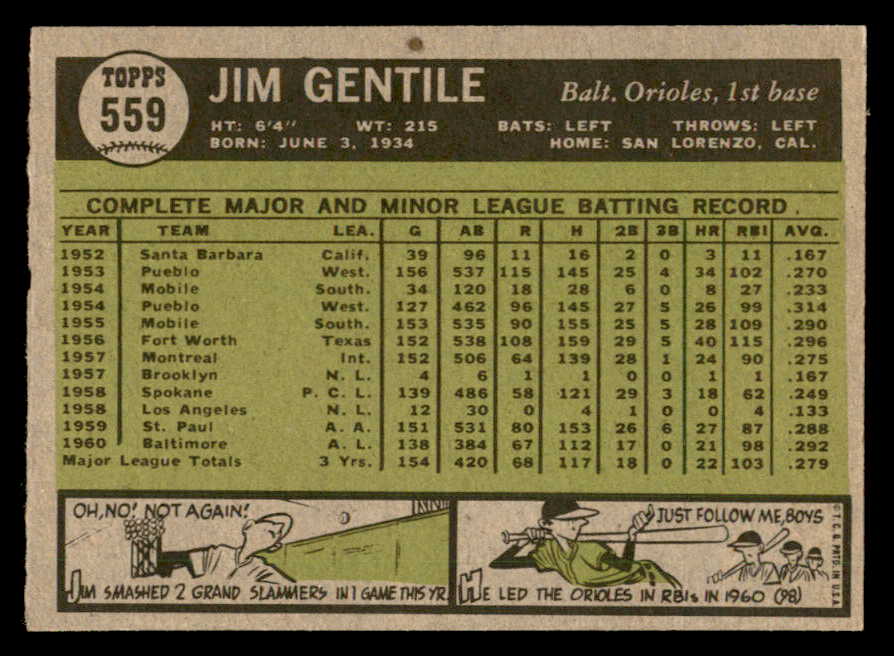 TOPPS
559
JIM GENTILE
Balt. Orioles, 1st base
HT: 6'4" WT: 215 BATS: LEFT THROWS: LEFT
BORN: JUNE 3, 1934 HOME: SAN LORENZO, CAL.
COMPLETE MAJOR AND MINOR LEAGUE BATTING RECORD.
YEAR TEAM LEA. G AB R H 2B 3B HR RBI AVG.
1952 Santa Barbara Calif. 39 96 11 16 2 0 3 11 .167
1953 Pueblo West. 156 537 115 145 25 4 34 102 .270
1954 Mobile South. 34 120 18 28 6 0 8 27 .233
1954 Pueblo West. 127 462 96 145 27 5 26 99 .314
1955 Mobile South. 153 535 90 155 25 5 28 109 .290
1956 Fort Worth Texas 152 538 108 159 29 5 40 115 .296
1957 Montreal Int. 152 506 64 139 28 1 24 90 .275
1957 Brooklyn N. L. 4 6 1 1 0 0 1 1 .167
1958 Spokane P. C. L. 139 486 58 121 29 3 18 62 .249
1958 Los Angeles N. L. 12 30 0 4 1 0 0 4 .133
1959 St. Paul A. A. 151 531 80 153 26 6 27 87 .288
1960 Baltimore A. L. 138 384 67 112 17 0 21 98 .292
Major League Totals 3 Yrs. 154 420 68 117 18 0 22 103 .279
OH, NO! NOT AGAIN!
JIM SMASHED 2 GRAND SLAMMERS IN 1 GAME THIS YR.
JUST FOLLOW ME, BOYS
HE LED THE ORIOLES IN RBIs IN 1960 (98)
© T. C. G. PRTD. IN U.S.A.